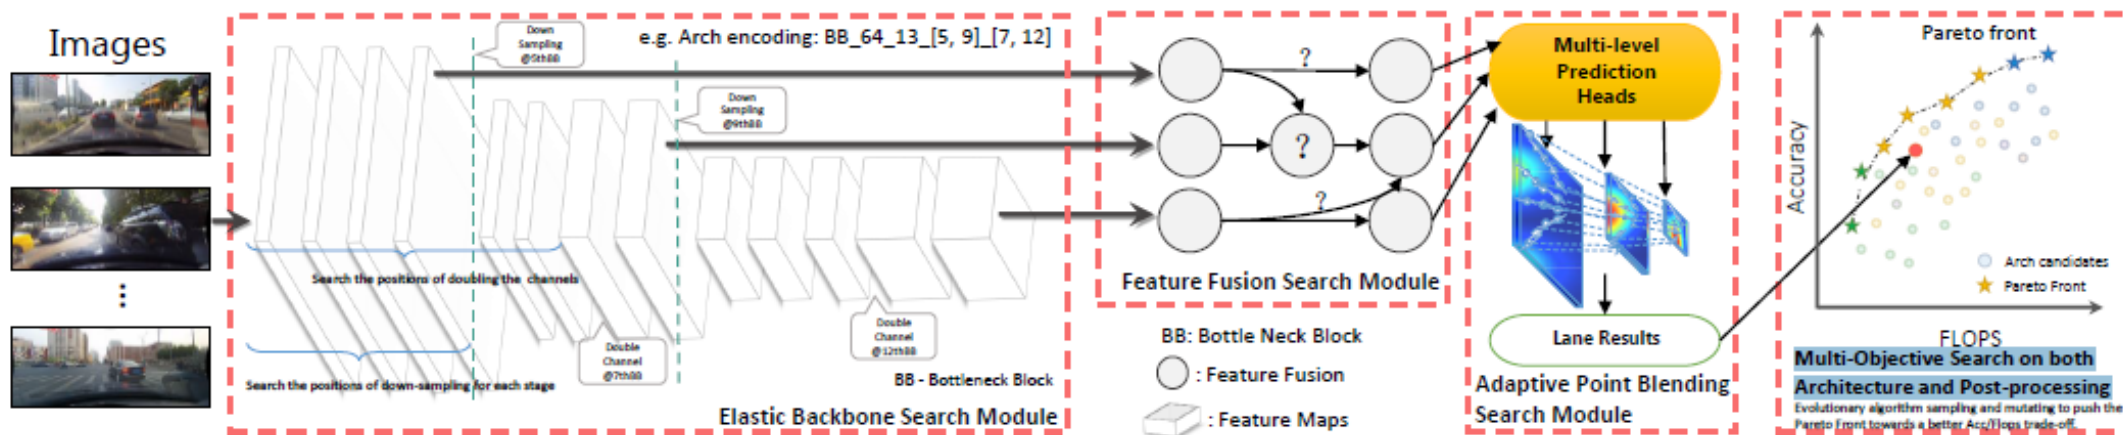 Images
Down
Sampling
@5thBB
e.g. Arch encoding: BB_64_13_[5, 9]_[7, 12]
Down
Sampling
@9thBB
Search the positions of doubling the channels
Double
Channel
@7thBB
Double
Channel
@12thBB
Search the positions of down-sampling for each stage
BB - Bottleneck Block
Elastic Backbone Search Module
?
?
?
Feature Fusion Search Module
BB: Bottle Neck Block
: Feature Fusion
: Feature Maps
Multi-level
Prediction
Heads
Lane Results
Adaptive Point Blending
Search Module
Pareto front
Accuracy
Arch candidates
Pareto Front
FLOPS
Multi-Objective Search on both
Architecture and Post-processing
Evolutionary algorithm sampling and mutating to push the
Pareto Front towards a better Acc/Flops trade-off.